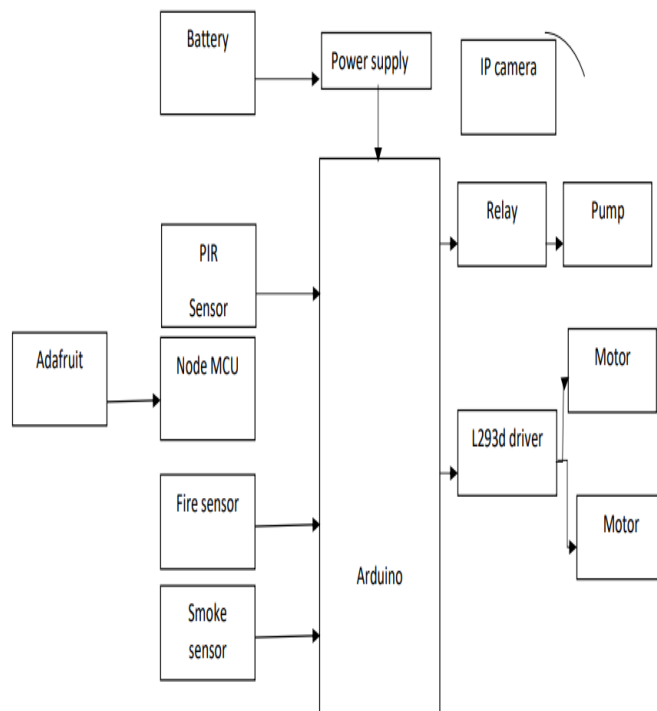 Battery
Power supply
IP camera
Relay
Pump
PIR
Sensor
Adafruit
Node MCU
Motor
L293d driver
Fire sensor
Motor
Arduino
Smoke
sensor